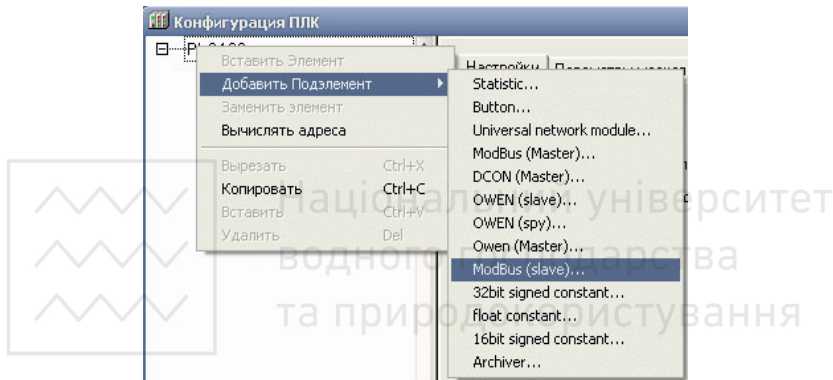 Конфигурация ПЛК
Настройки
Вставить Элемент
Добавить Подэлемент
Заменить элемент
Вычислять адреса
Вырезать Ctrl+X
Копировать Ctrl+C
Вставить Ctrl+V
Удалить Del
Statistic...
Button...
Universal network module...
ModBus (Master)...
DCON (Master)...
OWEN (slave)...
OWEN (spy)...
Owen (Master)...
ModBus (slave)...
32bit signed constant...
float constant...
16bit signed constant...
Archiver...
Національний університет
водного господарства
та природокористування